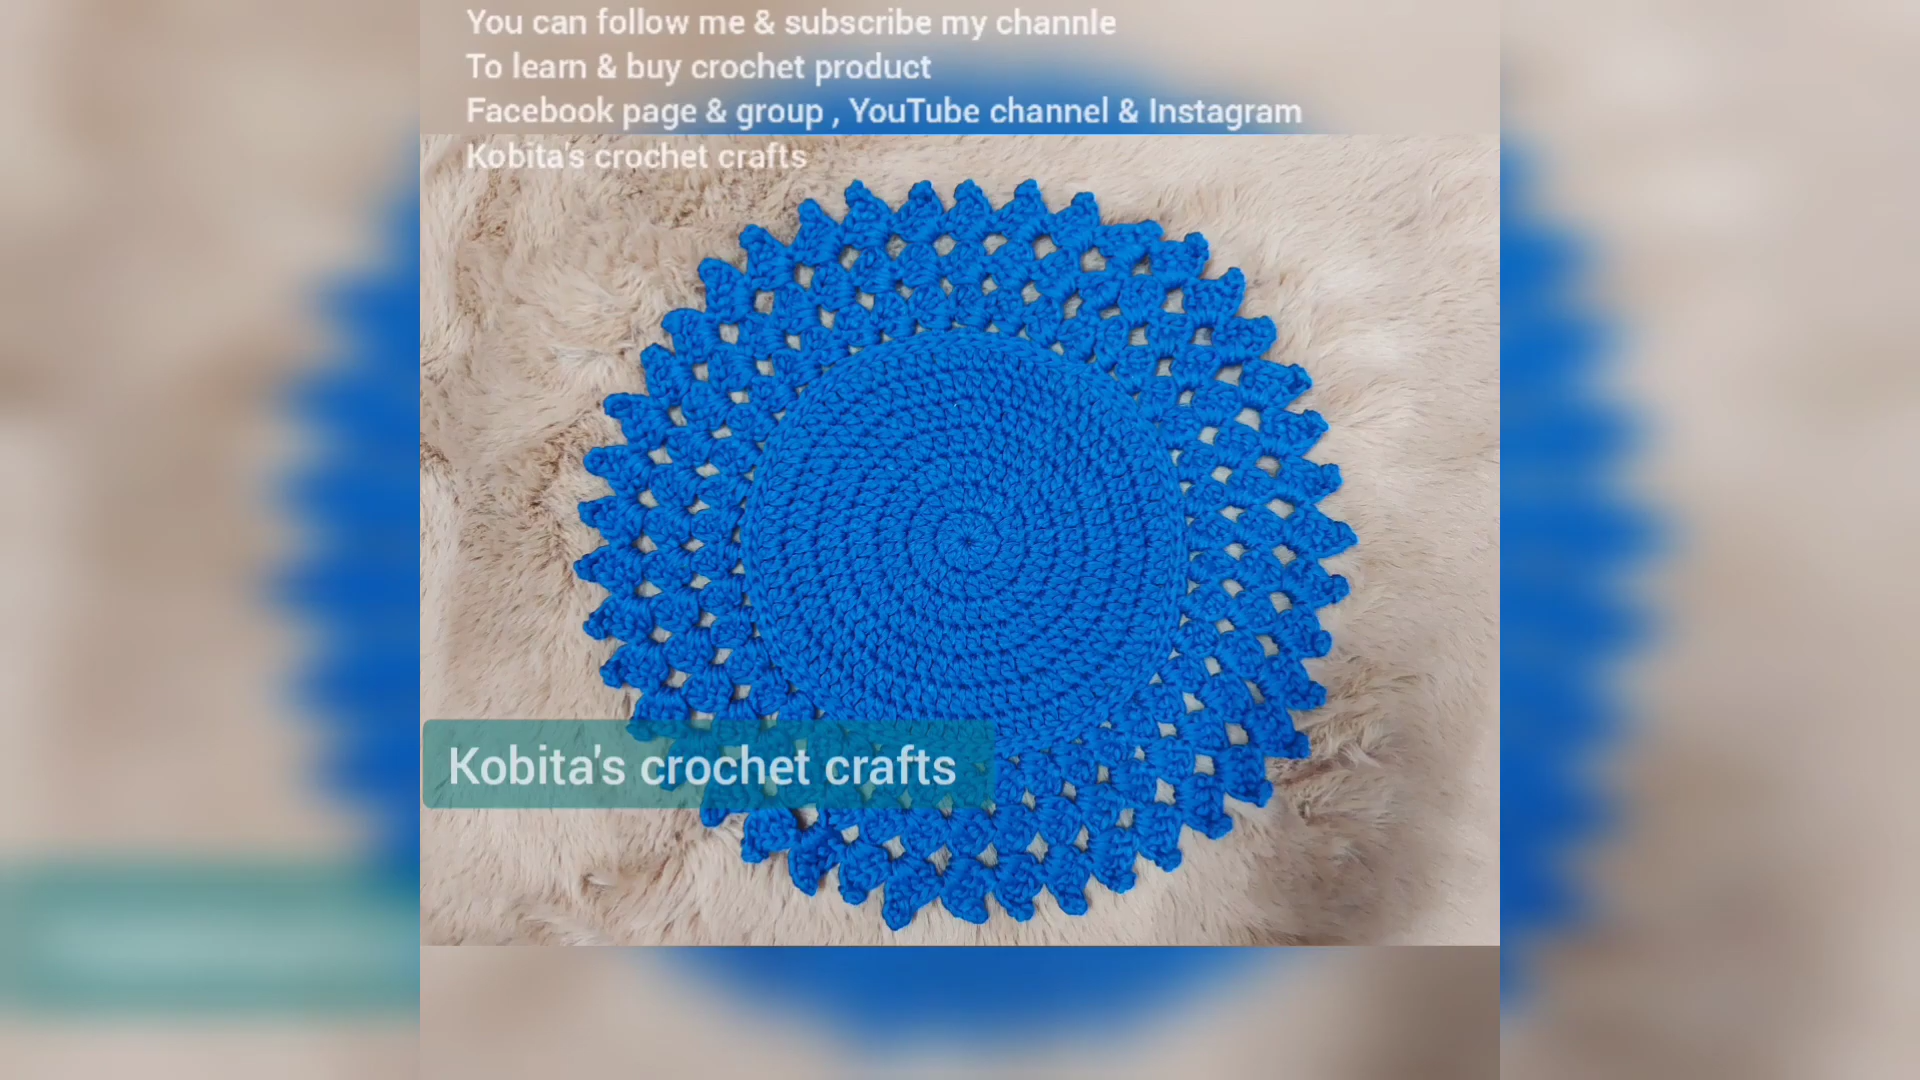 You can follow me & subscribe my channle
To learn & buy crochet product
Facebook page & group , YouTube channel & Instagram
Kobita's crochet crafts
Kobita's crochet crafts